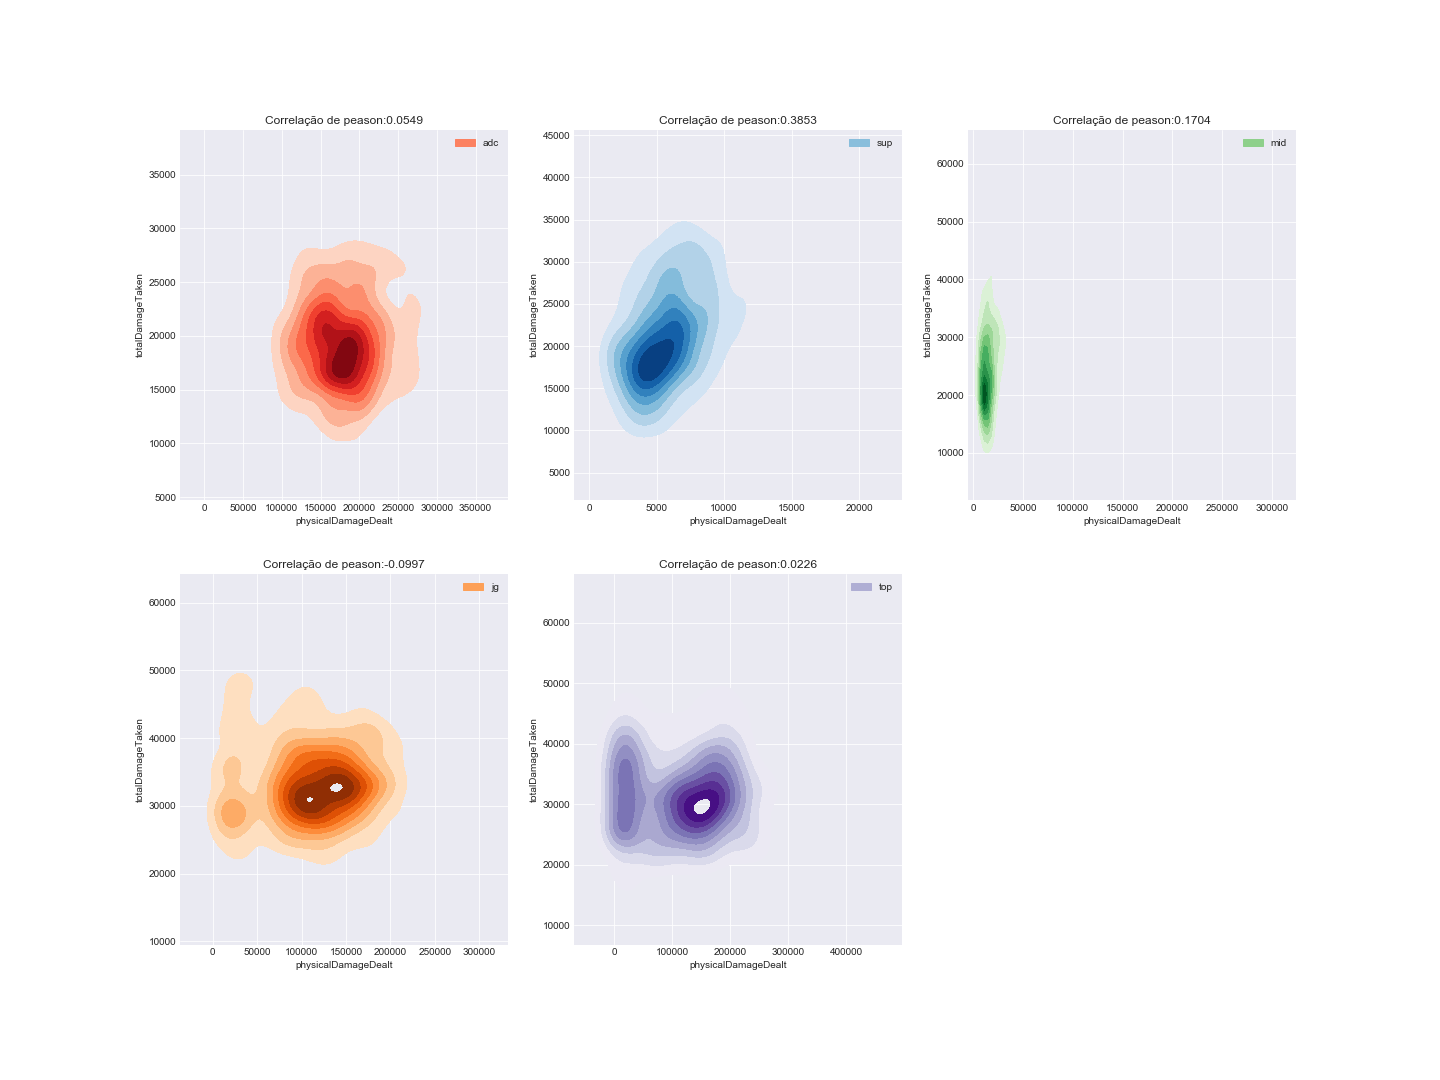 Correlação de peason:0.0549
adc
35000
30000
25000
20000
15000
10000
5000
totalDamageTaken
0 50000 100000 150000 200000 250000 300000 350000
physicalDamageDealt
Correlação de peason:0.3853
sup
45000
40000
35000
30000
25000
20000
15000
10000
5000
totalDamageTaken
0 5000 10000 15000 20000
physicalDamageDealt
Correlação de peason:0.1704
mid
60000
50000
40000
30000
20000
10000
totalDamageTaken
0 50000 100000 150000 200000 250000 300000
physicalDamageDealt
Correlação de peason:-0.0997
jg
60000
50000
40000
30000
20000
10000
totalDamageTaken
0 50000 100000 150000 200000 250000 300000
physicalDamageDealt
Correlação de peason:0.0226
top
60000
50000
40000
30000
20000
10000
totalDamageTaken
0 100000 200000 300000 400000
physicalDamageDealt